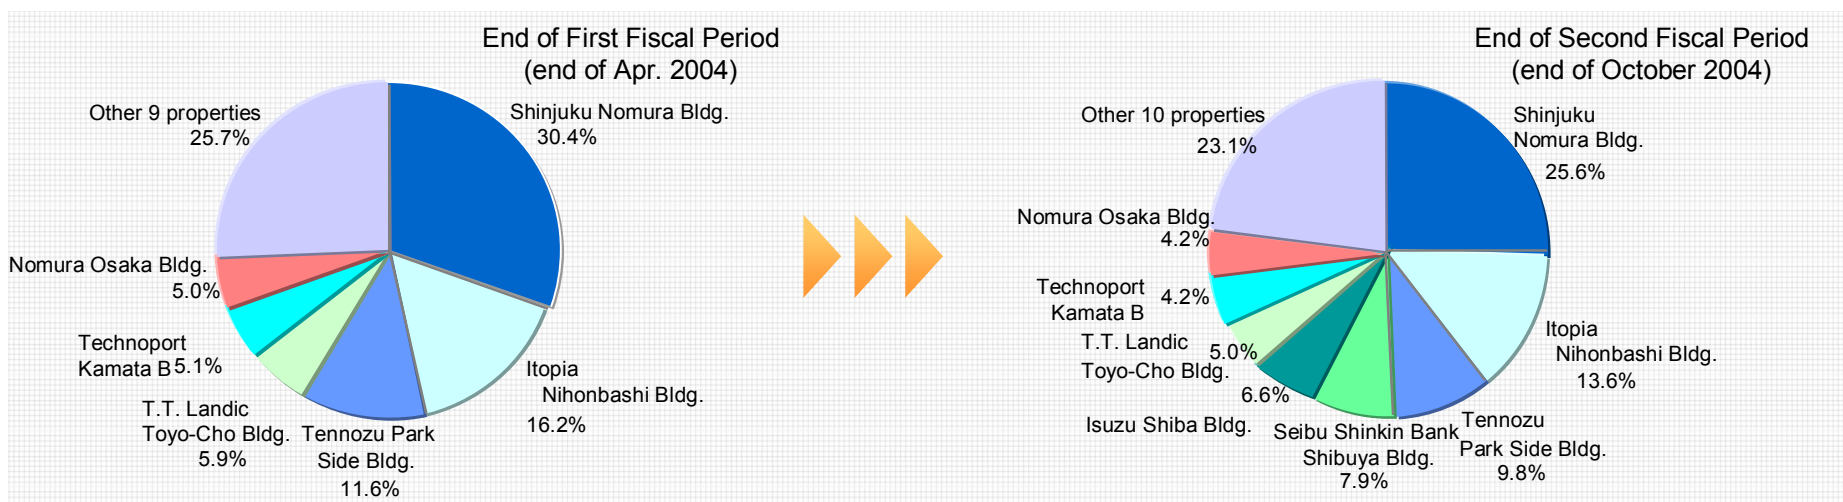 End of First Fiscal Period
(end of Apr. 2004)
Shinjuku Nomura Bldg.
30.4%
Itopia
Nihonbashi Bldg.
16.2%
Tennozu Park
Side Bldg.
11.6%
T.T. Landic
Toyo-Cho Bldg.
5.9%
Technoport
Kamata B 5.1%
Nomura Osaka Bldg.
5.0%
Other 9 properties
25.7%
End of Second Fiscal Period
(end of October 2004)
Shinjuku
Nomura Bldg.
25.6%
Itopia
Nihonbashi Bldg.
13.6%
Tennozu
Park Side Bldg.
9.8%
Seibu Shinkin Bank
Shibuya Bldg.
7.9%
Isuzu Shiba Bldg.
6.6%
T.T. Landic
Toyo-Cho Bldg.
5.0%
Technoport
Kamata B
4.2%
Nomura Osaka Bldg.
4.2%
Other 10 properties
23.1%